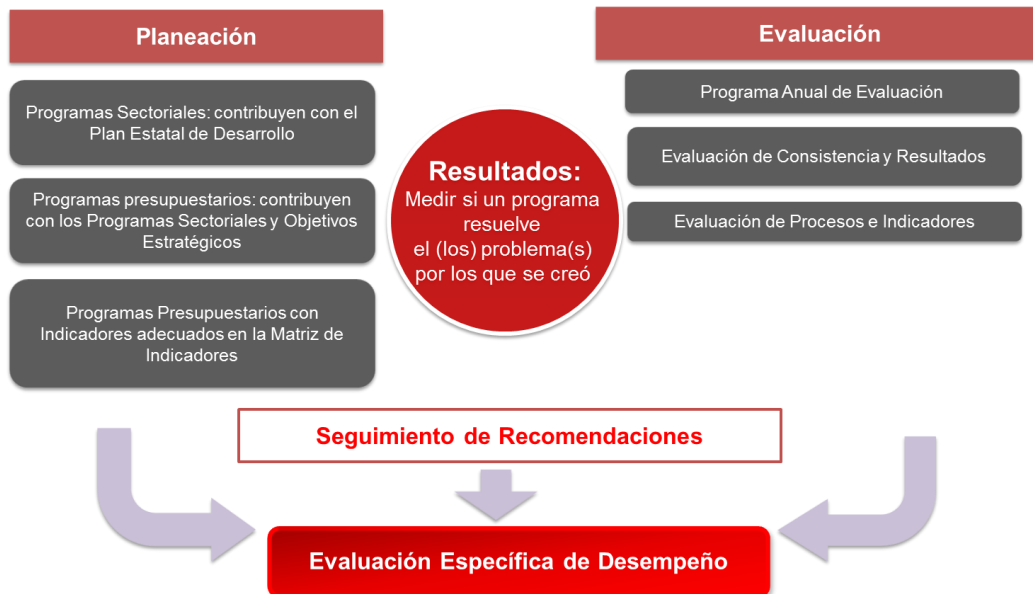 Planeación
Programas Sectoriales: contribuyen con el
Plan Estatal de Desarrollo
Programas presupuestarios: contribuyen
con los Programas Sectoriales y Objetivos
Estratégicos
Programas Presupuestarios con
Indicadores adecuados en la Matriz de
Indicadores
Resultados:
Medir si un programa
resuelve
el (los) problema(s)
por los que se creó
Evaluación
Programa Anual de Evaluación
Evaluación de Consistencia y Resultados
Evaluación de Procesos e Indicadores
Seguimiento de Recomendaciones
Evaluación Específica de Desempeño